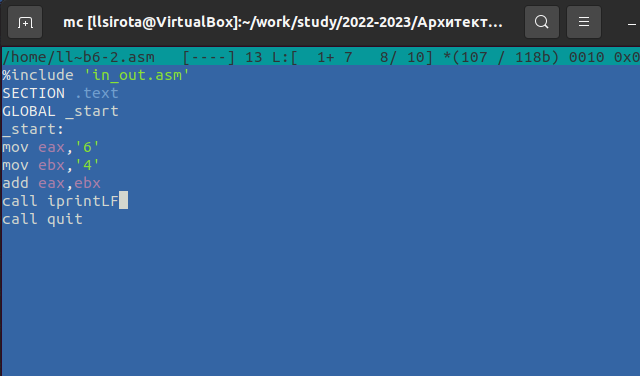 mc [llsirota@VirtualBox]:~/work/study/2022-2023/Архитект...
/home/ll~b6-2.asm [----] 13 L:[ 1+ 7 8/ 10] *(107 / 118b) 0010 0x0
%include 'in_out.asm'
SECTION .text
GLOBAL _start
_start:
mov eax,'6'
mov ebx,'4'
add eax,ebx
call iprintLF
call quit